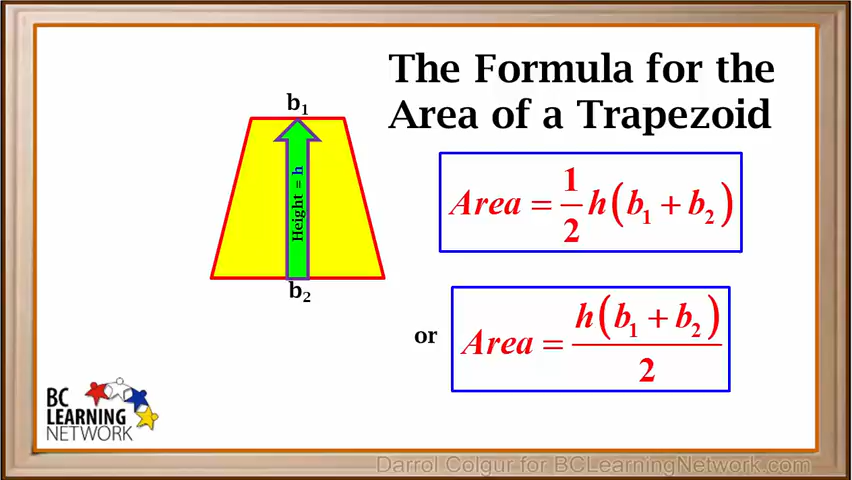 The Formula for the
Area of a Trapezoid
b₁
Height = h
b₂
Area = 1/2 h(b₁ + b₂)
or
Area = h(b₁ + b₂)/2
BC
LEARNING
NETWORK
Darrol Colgur for BCLearningNetwork.com